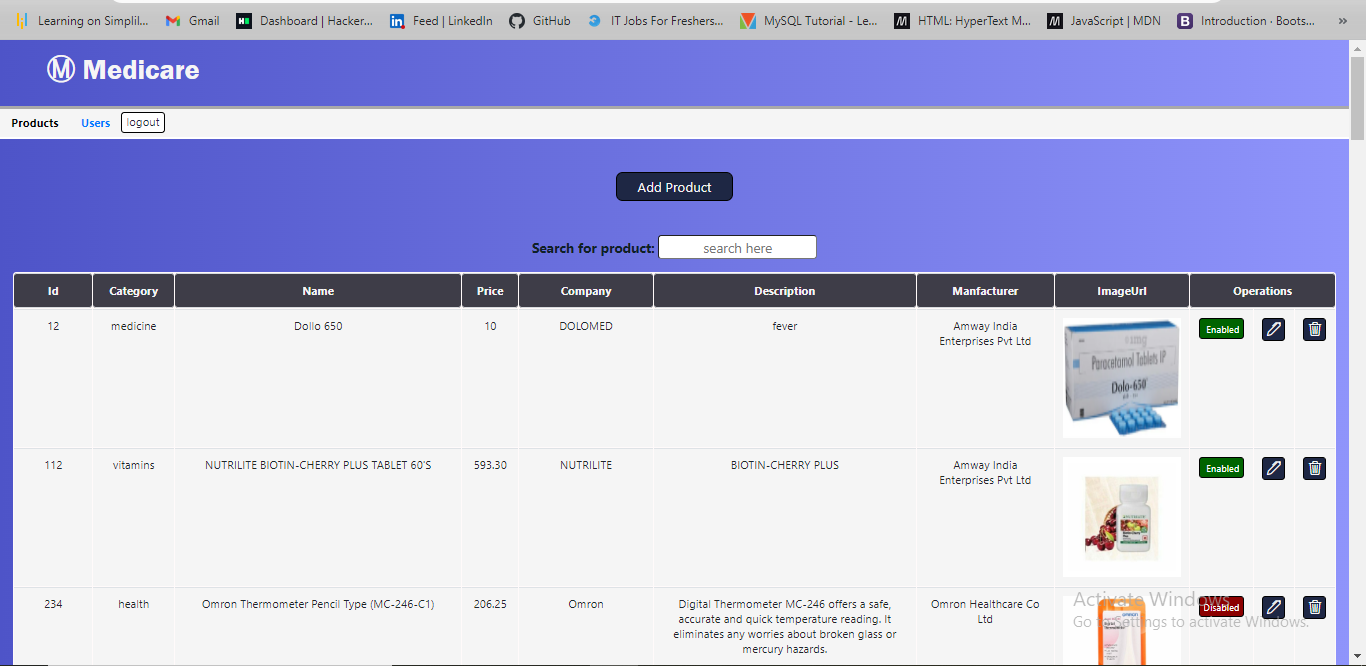 Learning on Simplil... Gmail Dashboard | Hacker... Feed | LinkedIn GitHub IT Jobs For Freshers... MySQL Tutorial - Le... HTML: HyperText M... JavaScript | MDN Introduction · Boots... »
Medicare
Products Users logout
Add Product
Search for product: search here
Id Category Name Price Company Description Manfacturer ImageUrl Operations
12 medicine Dollo 650 10 DOLOMED fever Amway India Enabled
Enterprises Pvt Ltd
Paracetamol Tablets IP
Dolo-650
112 vitamins NUTRILITE BIOTIN-CHERRY PLUS TABLET 60'S 593.30 NUTRILITE BIOTIN-CHERRY PLUS Amway India Enabled
Enterprises Pvt Ltd
234 health Omron Thermometer Pencil Type (MC-246-C1) 206.25 Omron Digital Thermometer MC-246 offers a safe, Omron Healthcare Co Disabled
accurate and quick temperature reading. It Ltd
eliminates any worries about broken glass or
mercury hazards.
Activate Windows
Go to Settings to activate Windows.